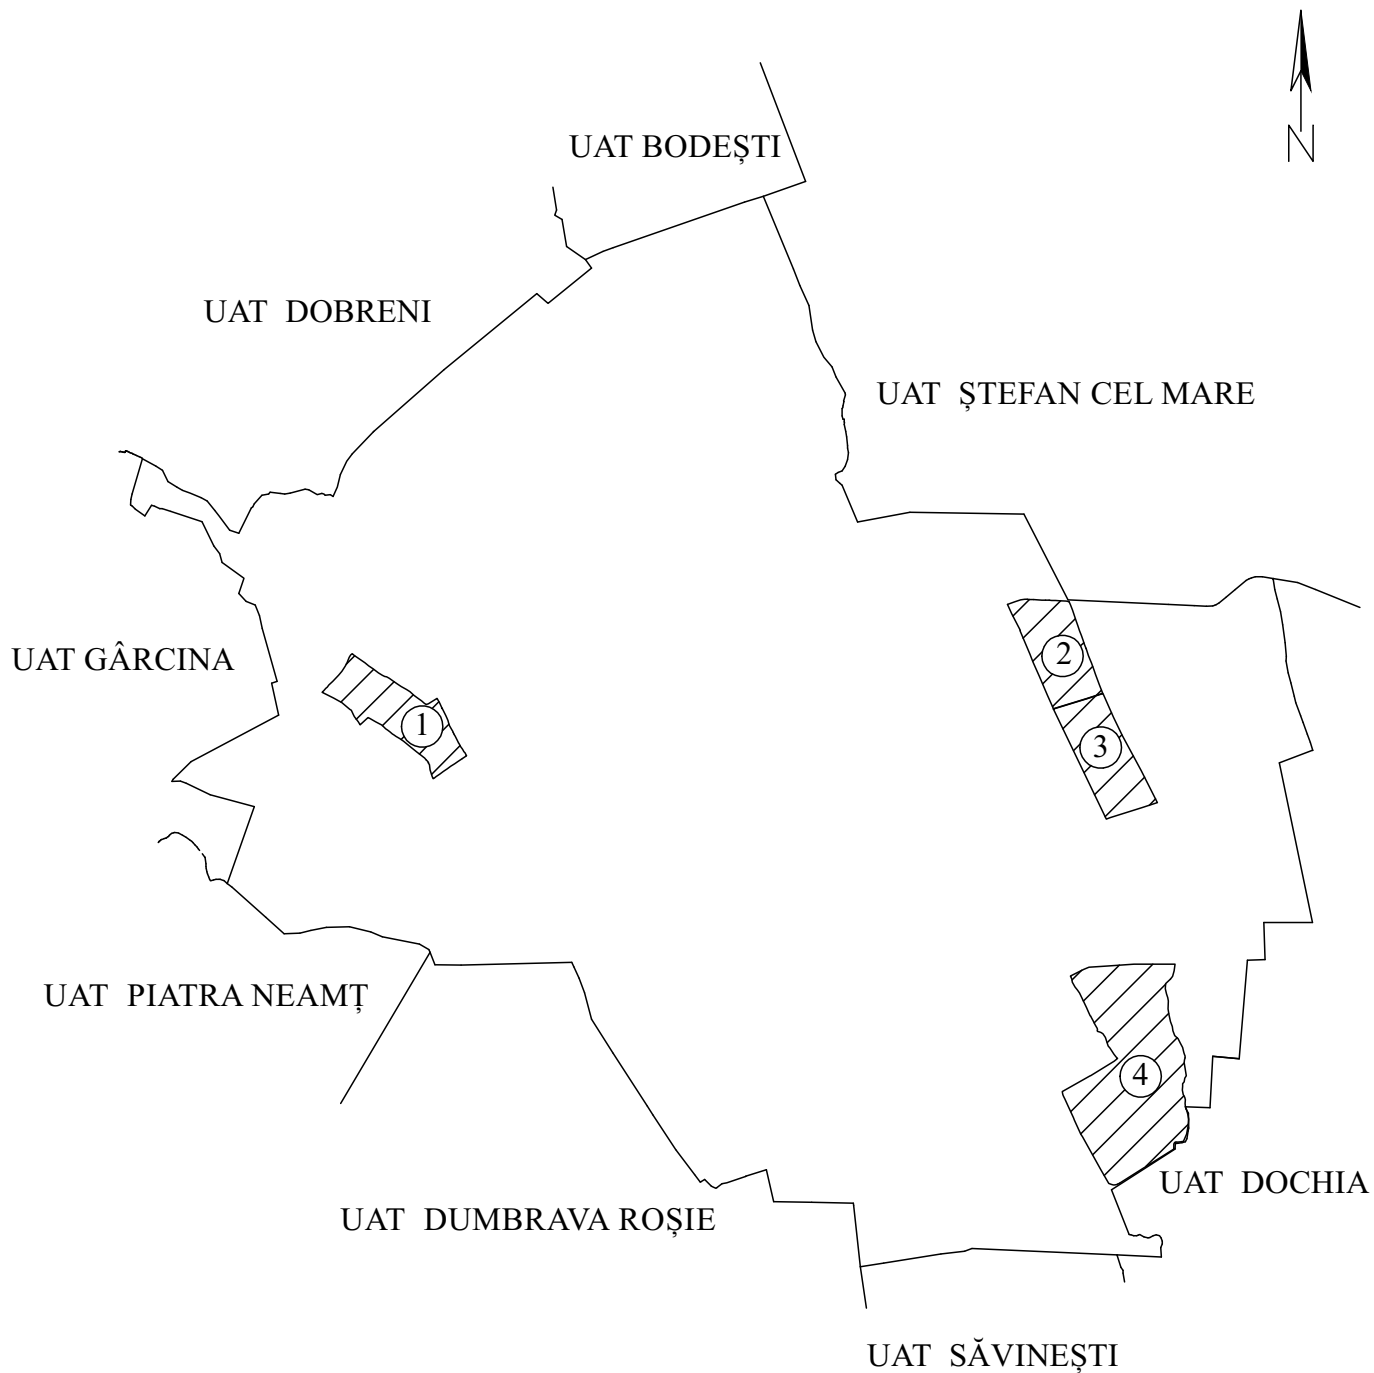 N
UAT BODEȘTI
UAT DOBRENI
UAT ȘTEFAN CEL MARE
UAT GÂRCINA
2
1
3
UAT PIATRA NEAMȚ
4
UAT DOCHIA
UAT DUMBRAVA ROȘIE
UAT SĂVINEȘTI